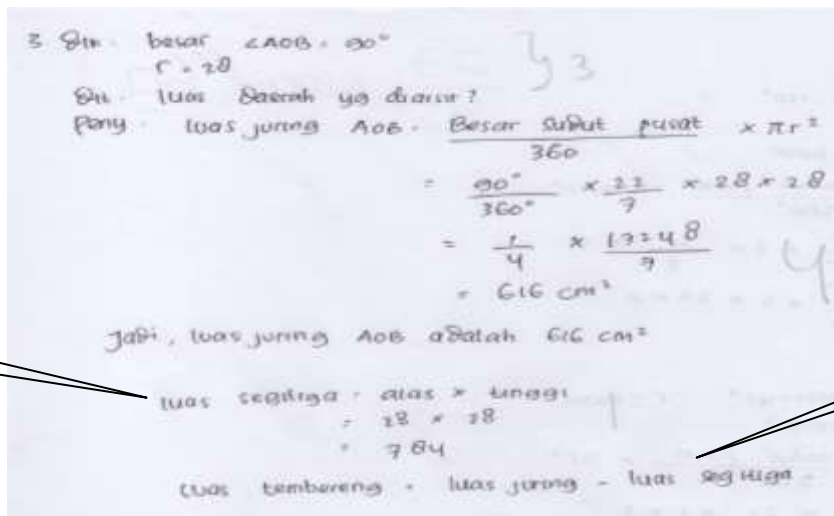 3 Dik. besar ∠AOB = 90°
r = 28
Dit. luas daerah yg diarsir?
Peny. luas juring AOB = Besar sudut pusat / 360 × πr²
= 90° / 360° × 22 / 7 × 28 × 28
= 1 / 4 × 17248 / 7
= 616 cm²
Jadi, luas juring AOB adalah 616 cm²
luas segitiga = alas × tinggi
= 28 × 28
= 784
luas tembereng = luas juring - luas segitiga
3
4